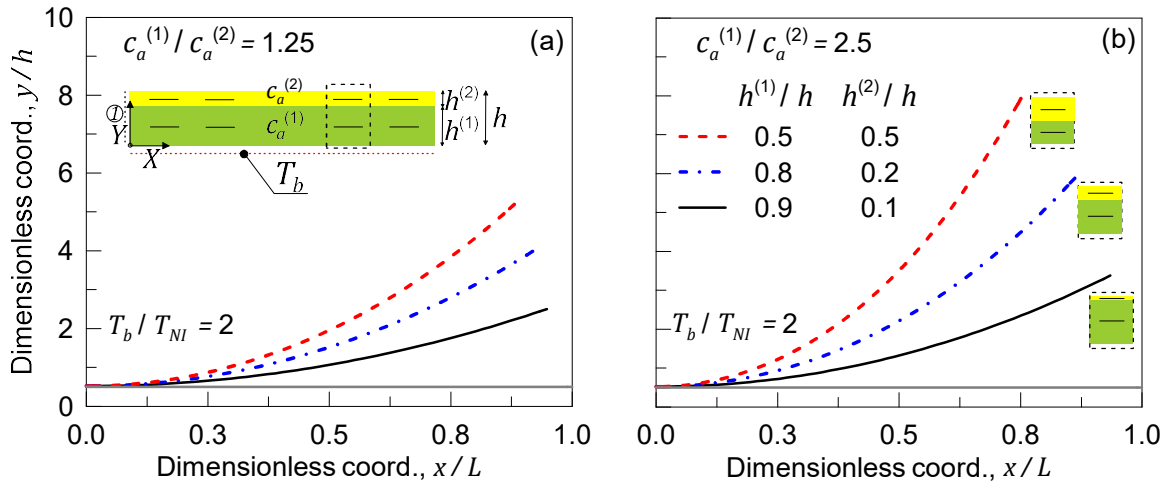 Dimensionless coord., y / h
10
8
6
4
2
0
c_a^(1) / c_a^(2) = 1.25
(a)
c_a^(2)
c_a^(1)
h^(2)
h^(1)
h
①
Y
X
T_b
T_b / T_NI = 2
0.0
0.3
0.5
0.8
1.0
Dimensionless coord., x / L
c_a^(1) / c_a^(2) = 2.5
(b)
h^(1) / h h^(2) / h
0.5 0.5
0.8 0.2
0.9 0.1
T_b / T_NI = 2
0.0
0.3
0.5
0.8
1.0
Dimensionless coord., x / L